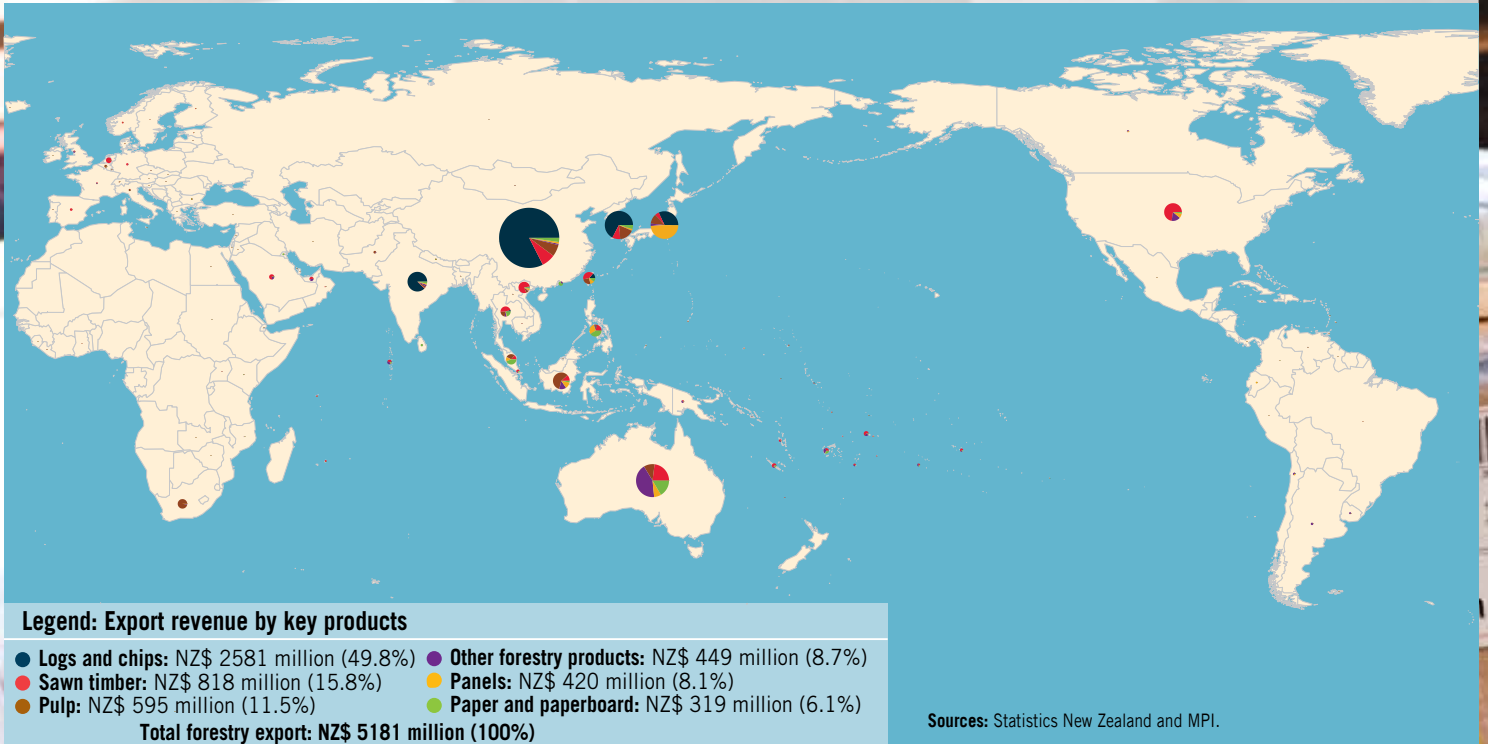 Legend: Export revenue by key products
Logs and chips: NZ$ 2581 million (49.8%)
Sawn timber: NZ$ 818 million (15.8%)
Pulp: NZ$ 595 million (11.5%)
Other forestry products: NZ$ 449 million (8.7%)
Panels: NZ$ 420 million (8.1%)
Paper and paperboard: NZ$ 319 million (6.1%)
Total forestry export: NZ$ 5181 million (100%)
Sources: Statistics New Zealand and MPI.